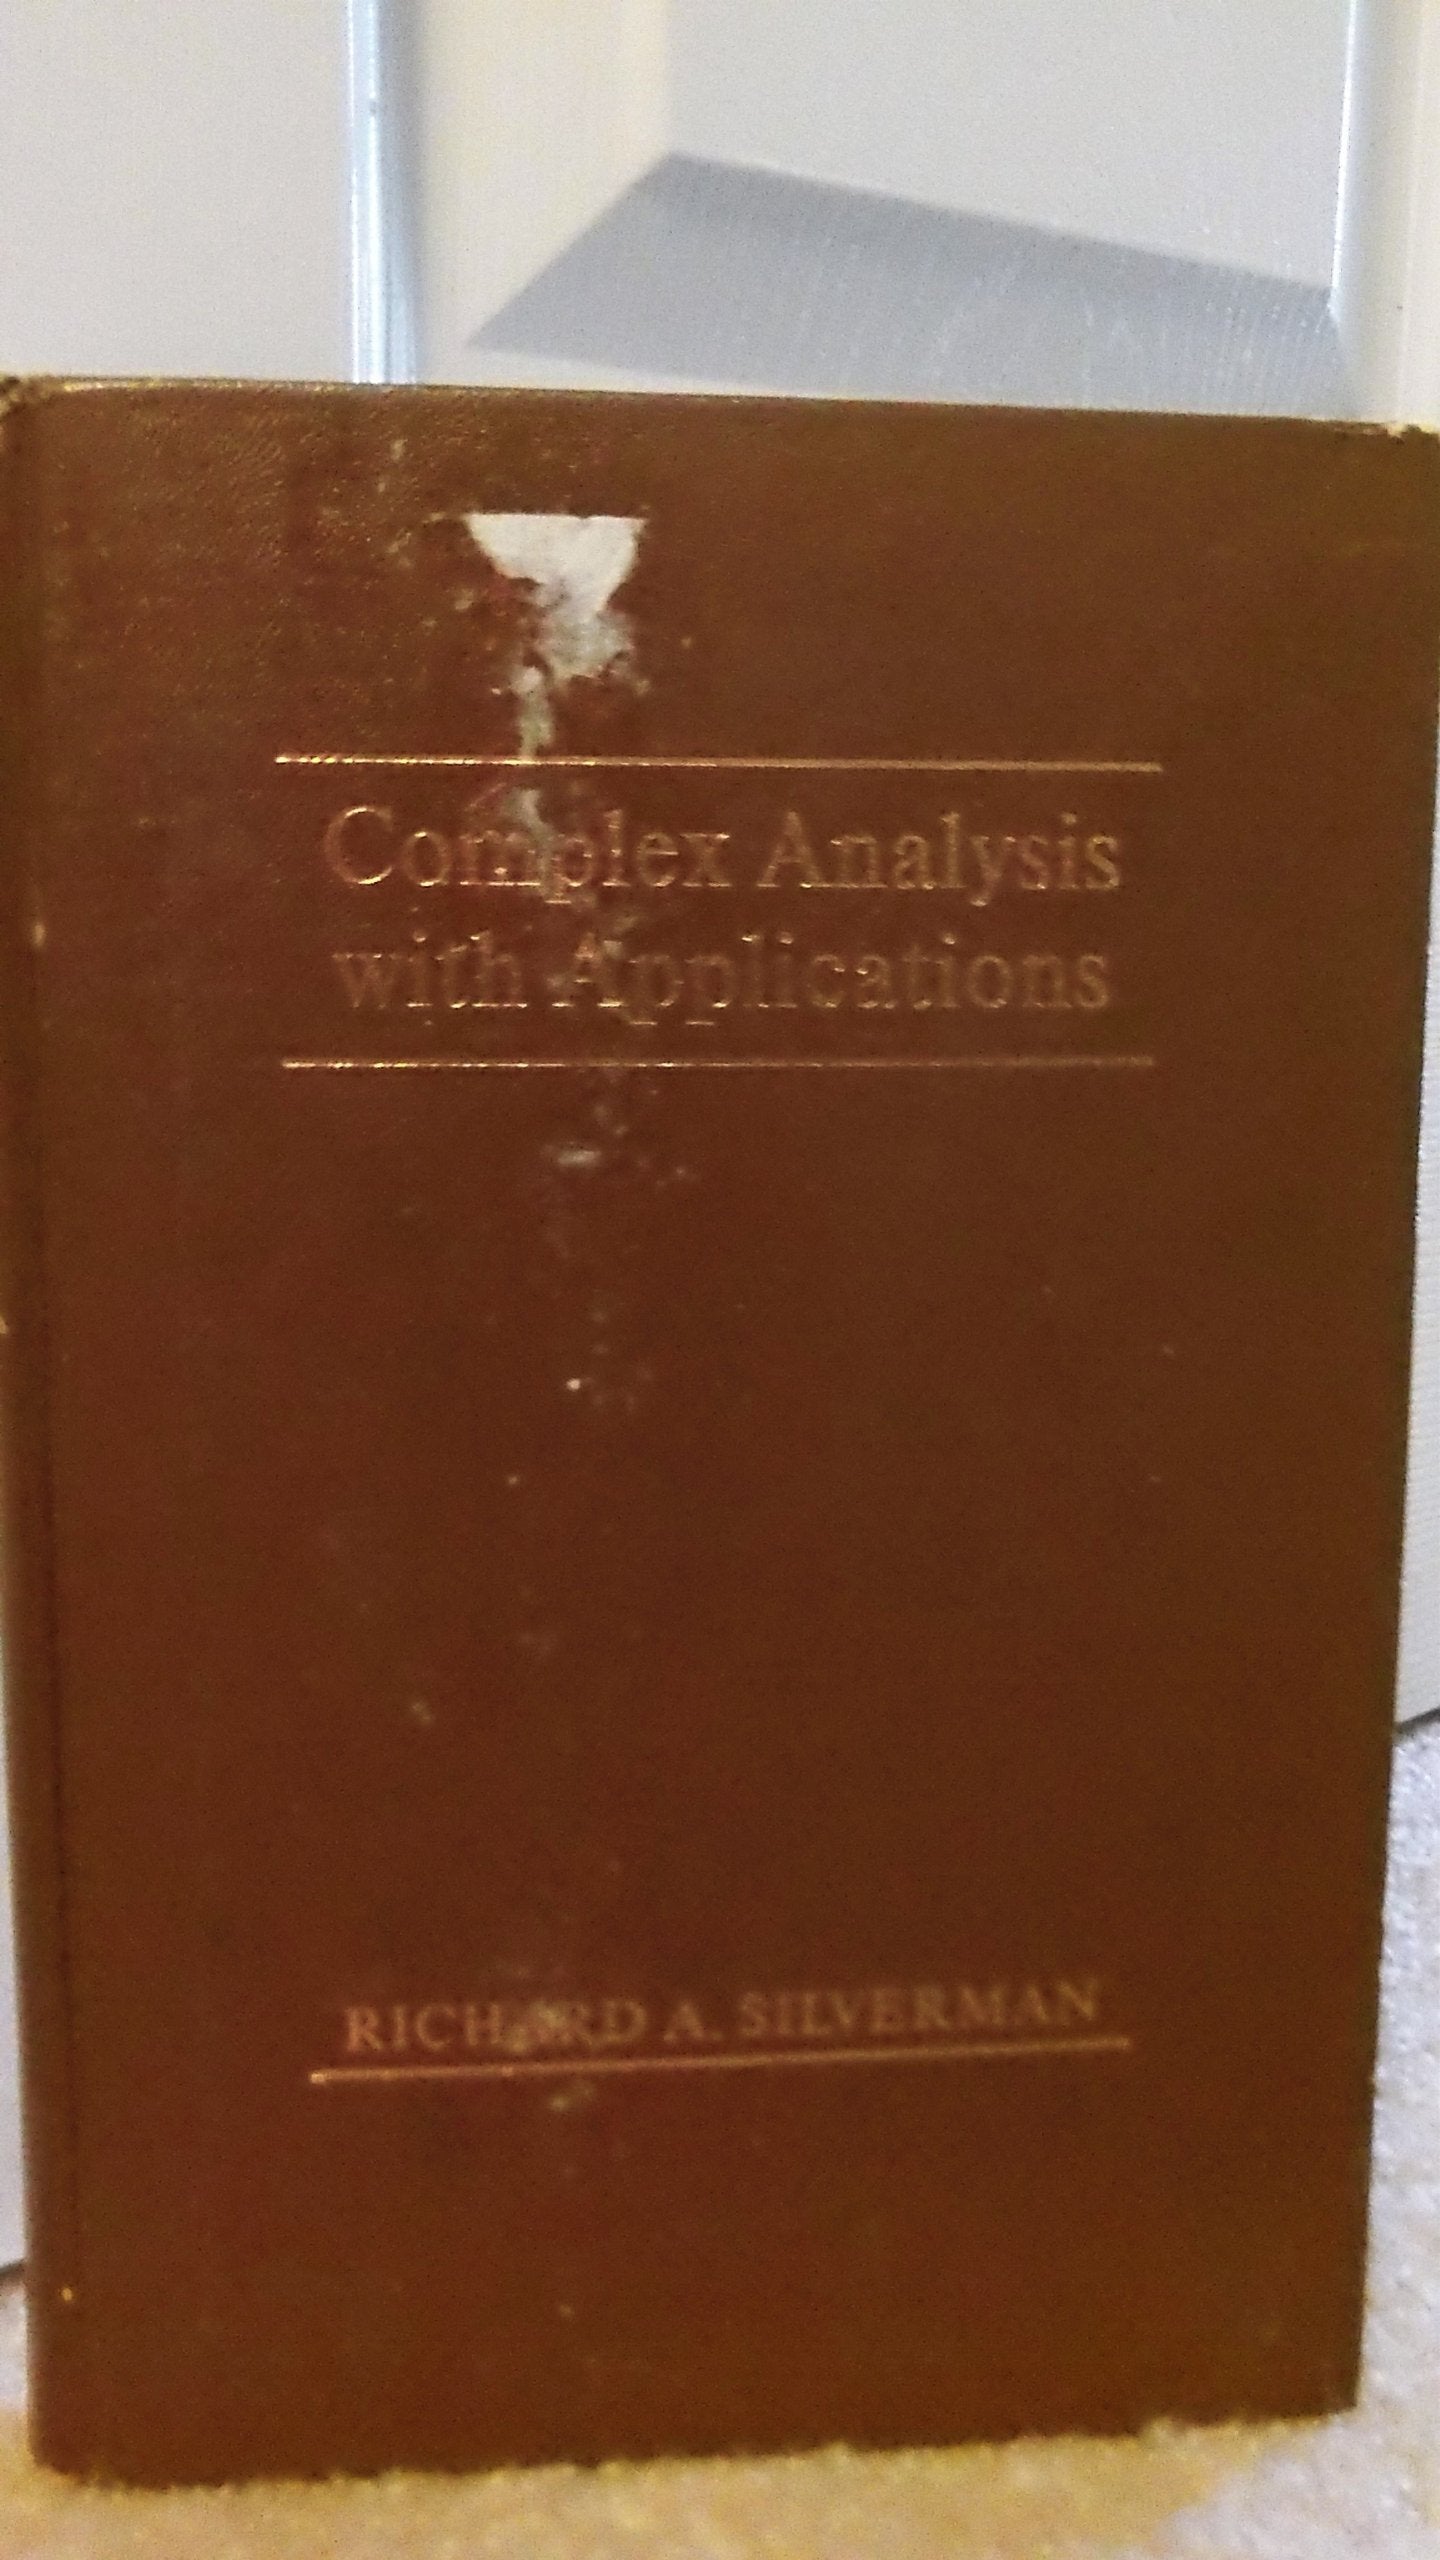 Complex Analysis
with Applications
RICHARD A. SILVERMAN